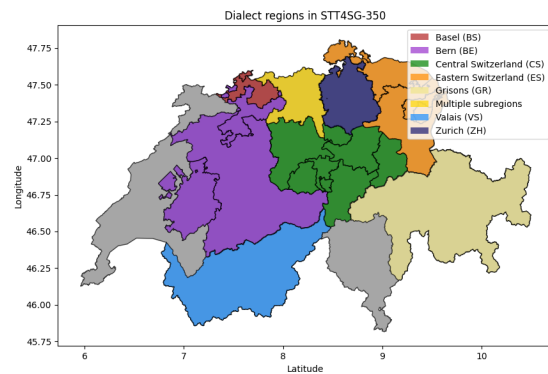 Dialect regions in STT4SG-350
Basel (BS)
Bern (BE)
Central Switzerland (CS)
Eastern Switzerland (ES)
Grisons (GR)
Multiple subregions
Valais (VS)
Zurich (ZH)
47.75
47.50
47.25
47.00
46.75
46.50
46.25
46.00
45.75
Longitude
6 7 8 9 10
Latitude